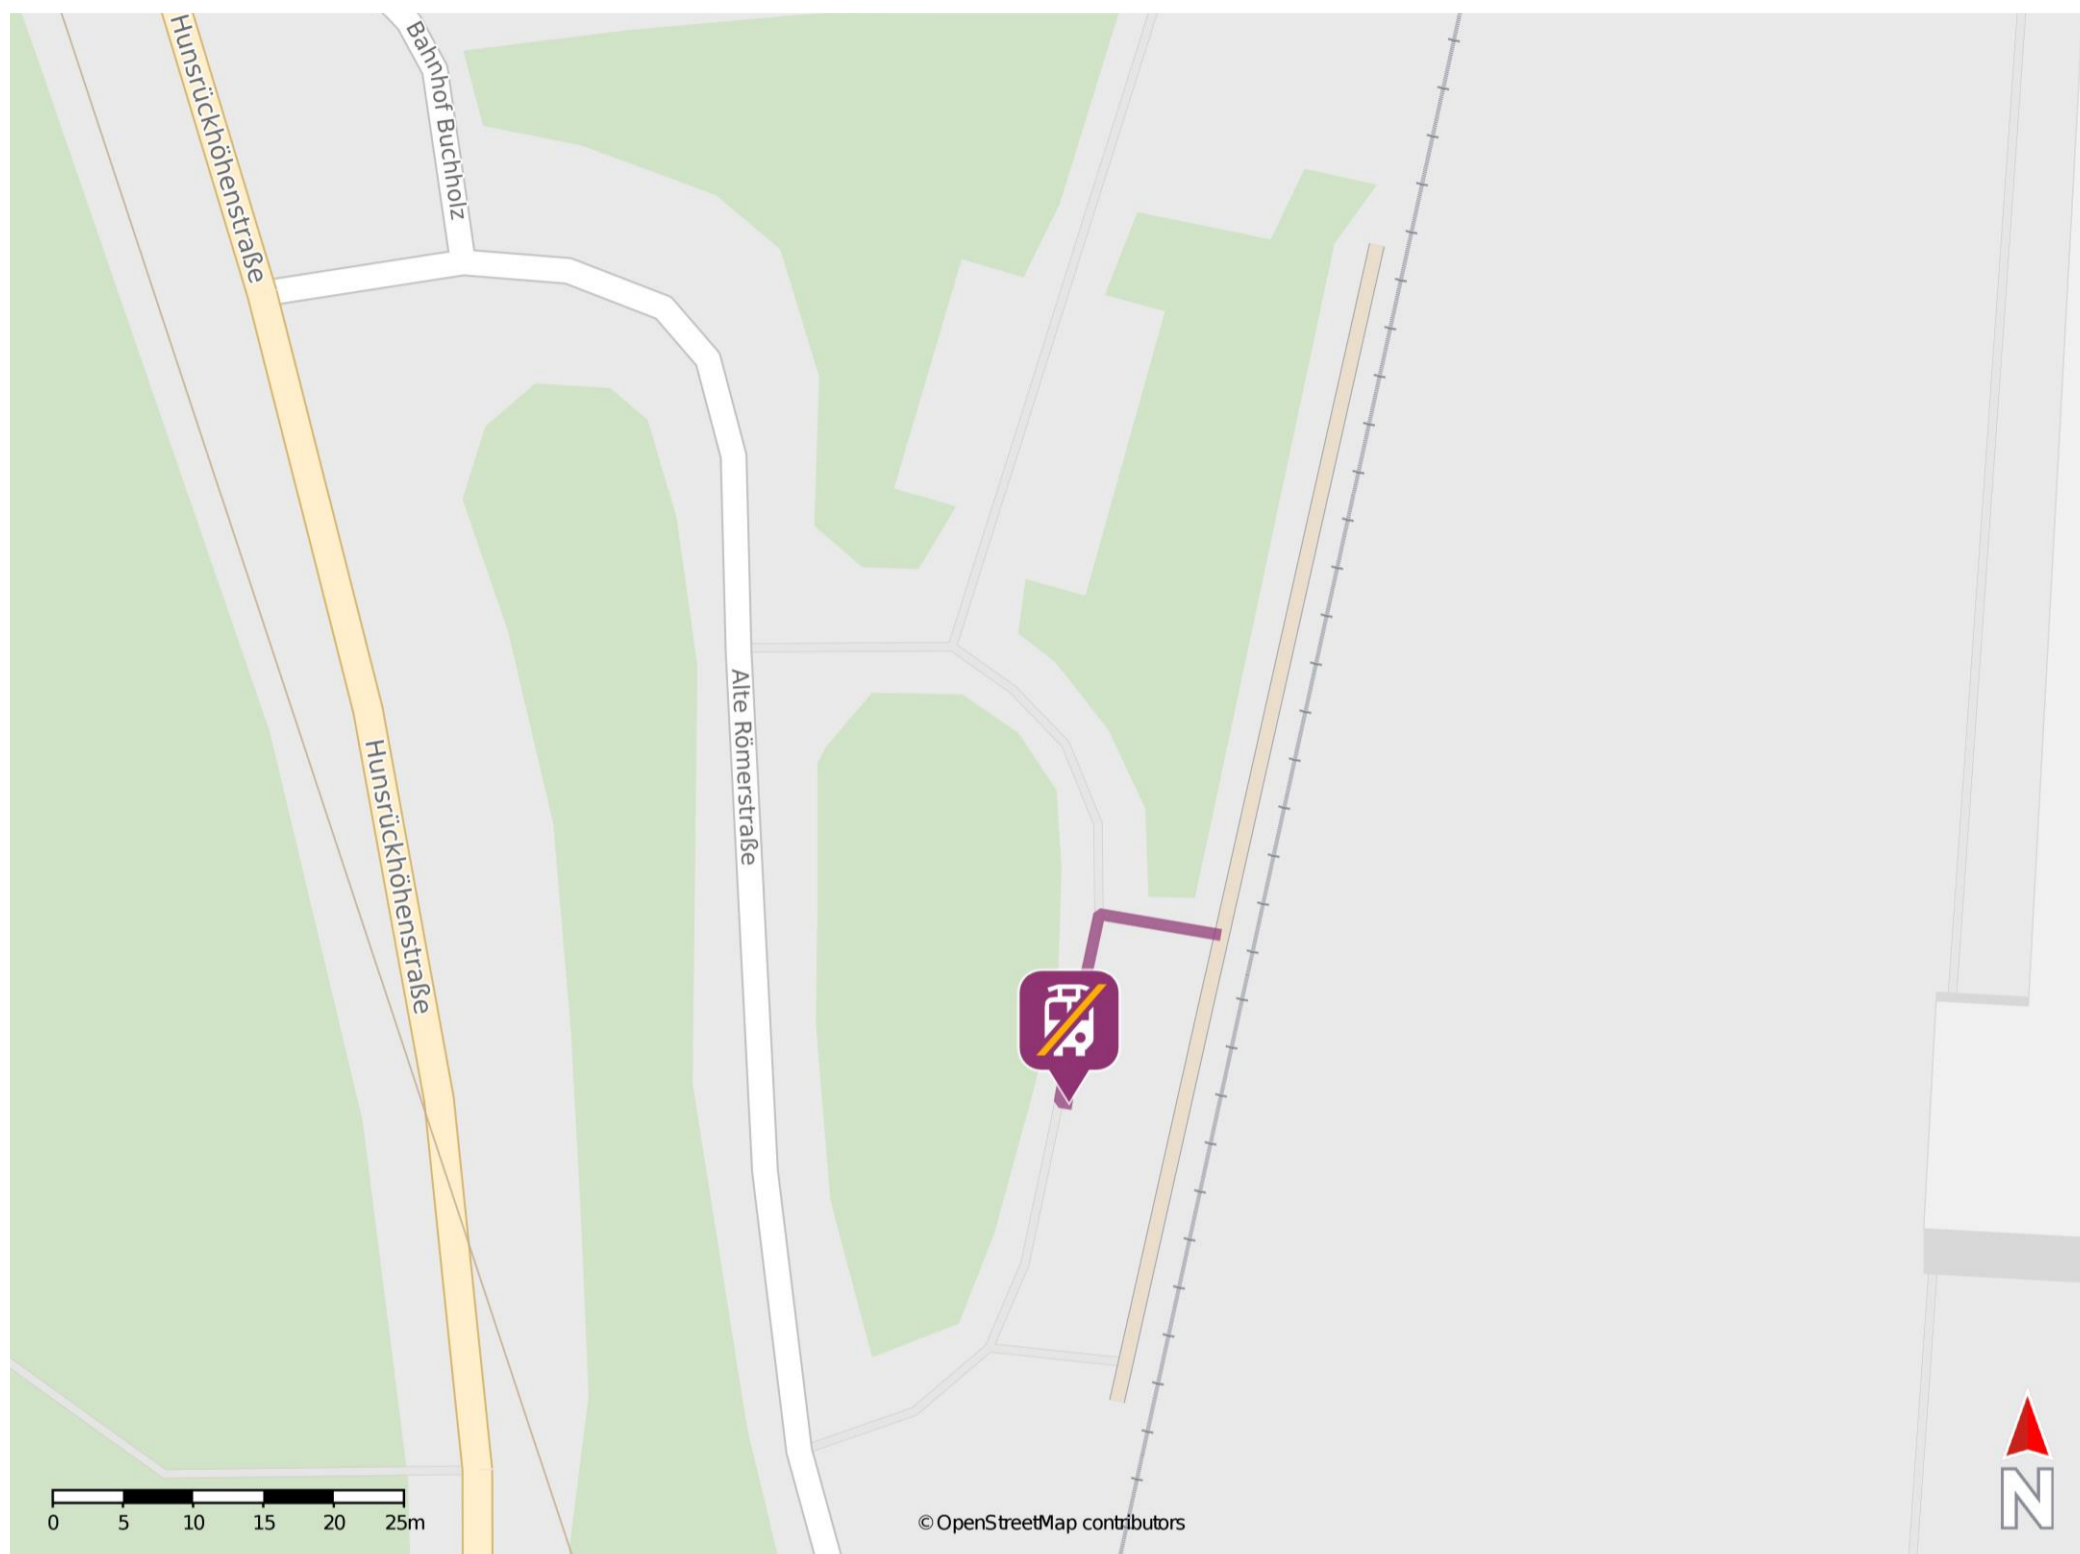 Hunsrückhöhenstraße
Bahnhof Buchholz
Alte Römerstraße
Hunsrückhöhenstraße
0 5 10 15 20 25m
© OpenStreetMap contributors
N